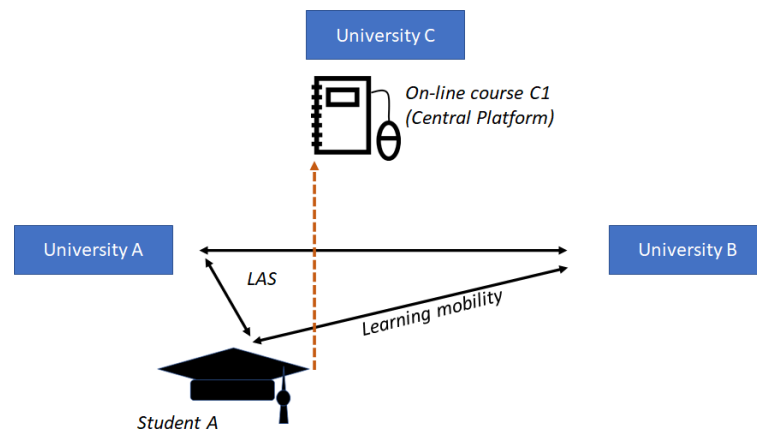 University C
On-line course C1
(Central Platform)
University A
University B
LAS
Learning mobility
Student A